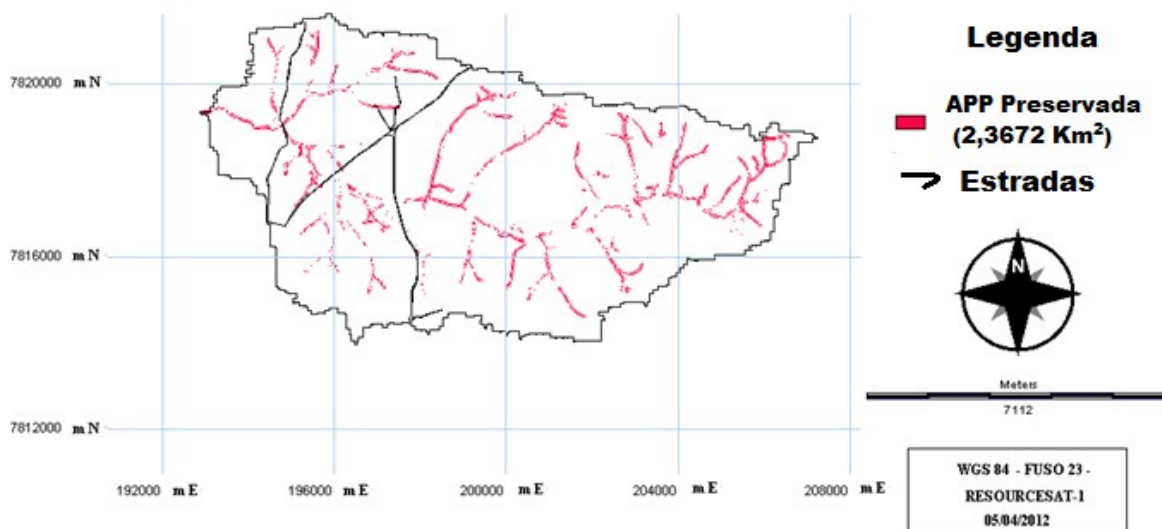 Legenda
7820000 m N
APP Preservada
(2,3672 Km²)
Estradas
7816000 m N
N
Meters
7112
7812000 m N
192000 m E
196000 m E
200000 m E
204000 m E
208000 m E
WGS 84 - FUSO 23 -
RESOURCESAT-1
05/04/2012